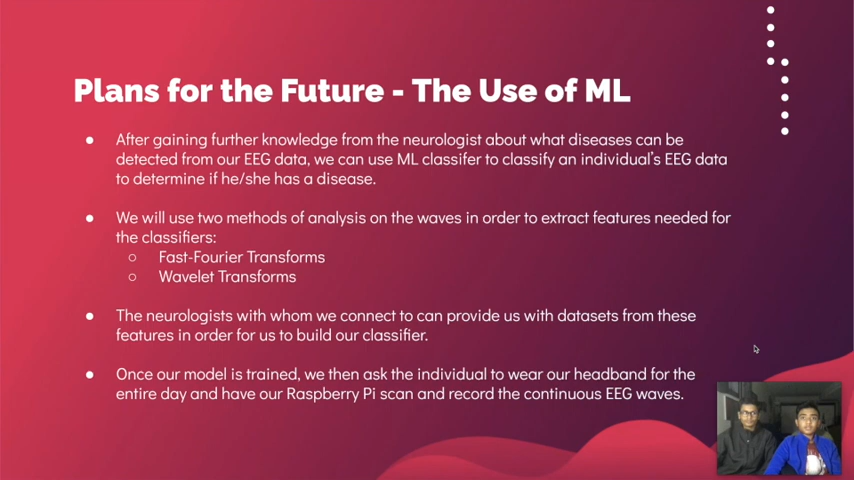 Plans for the Future - The Use of ML
● After gaining further knowledge from the neurologist about what diseases can be
detected from our EEG data, we can use ML classifer to classify an individual's EEG data
to determine if he/she has a disease.
● We will use two methods of analysis on the waves in order to extract features needed for
the classifiers:
○ Fast-Fourier Transforms
○ Wavelet Transforms
● The neurologists with whom we connect to can provide us with datasets from these
features in order for us to build our classifier.
● Once our model is trained, we then ask the individual to wear our headband for the
entire day and have our Raspberry Pi scan and record the continuous EEG waves.